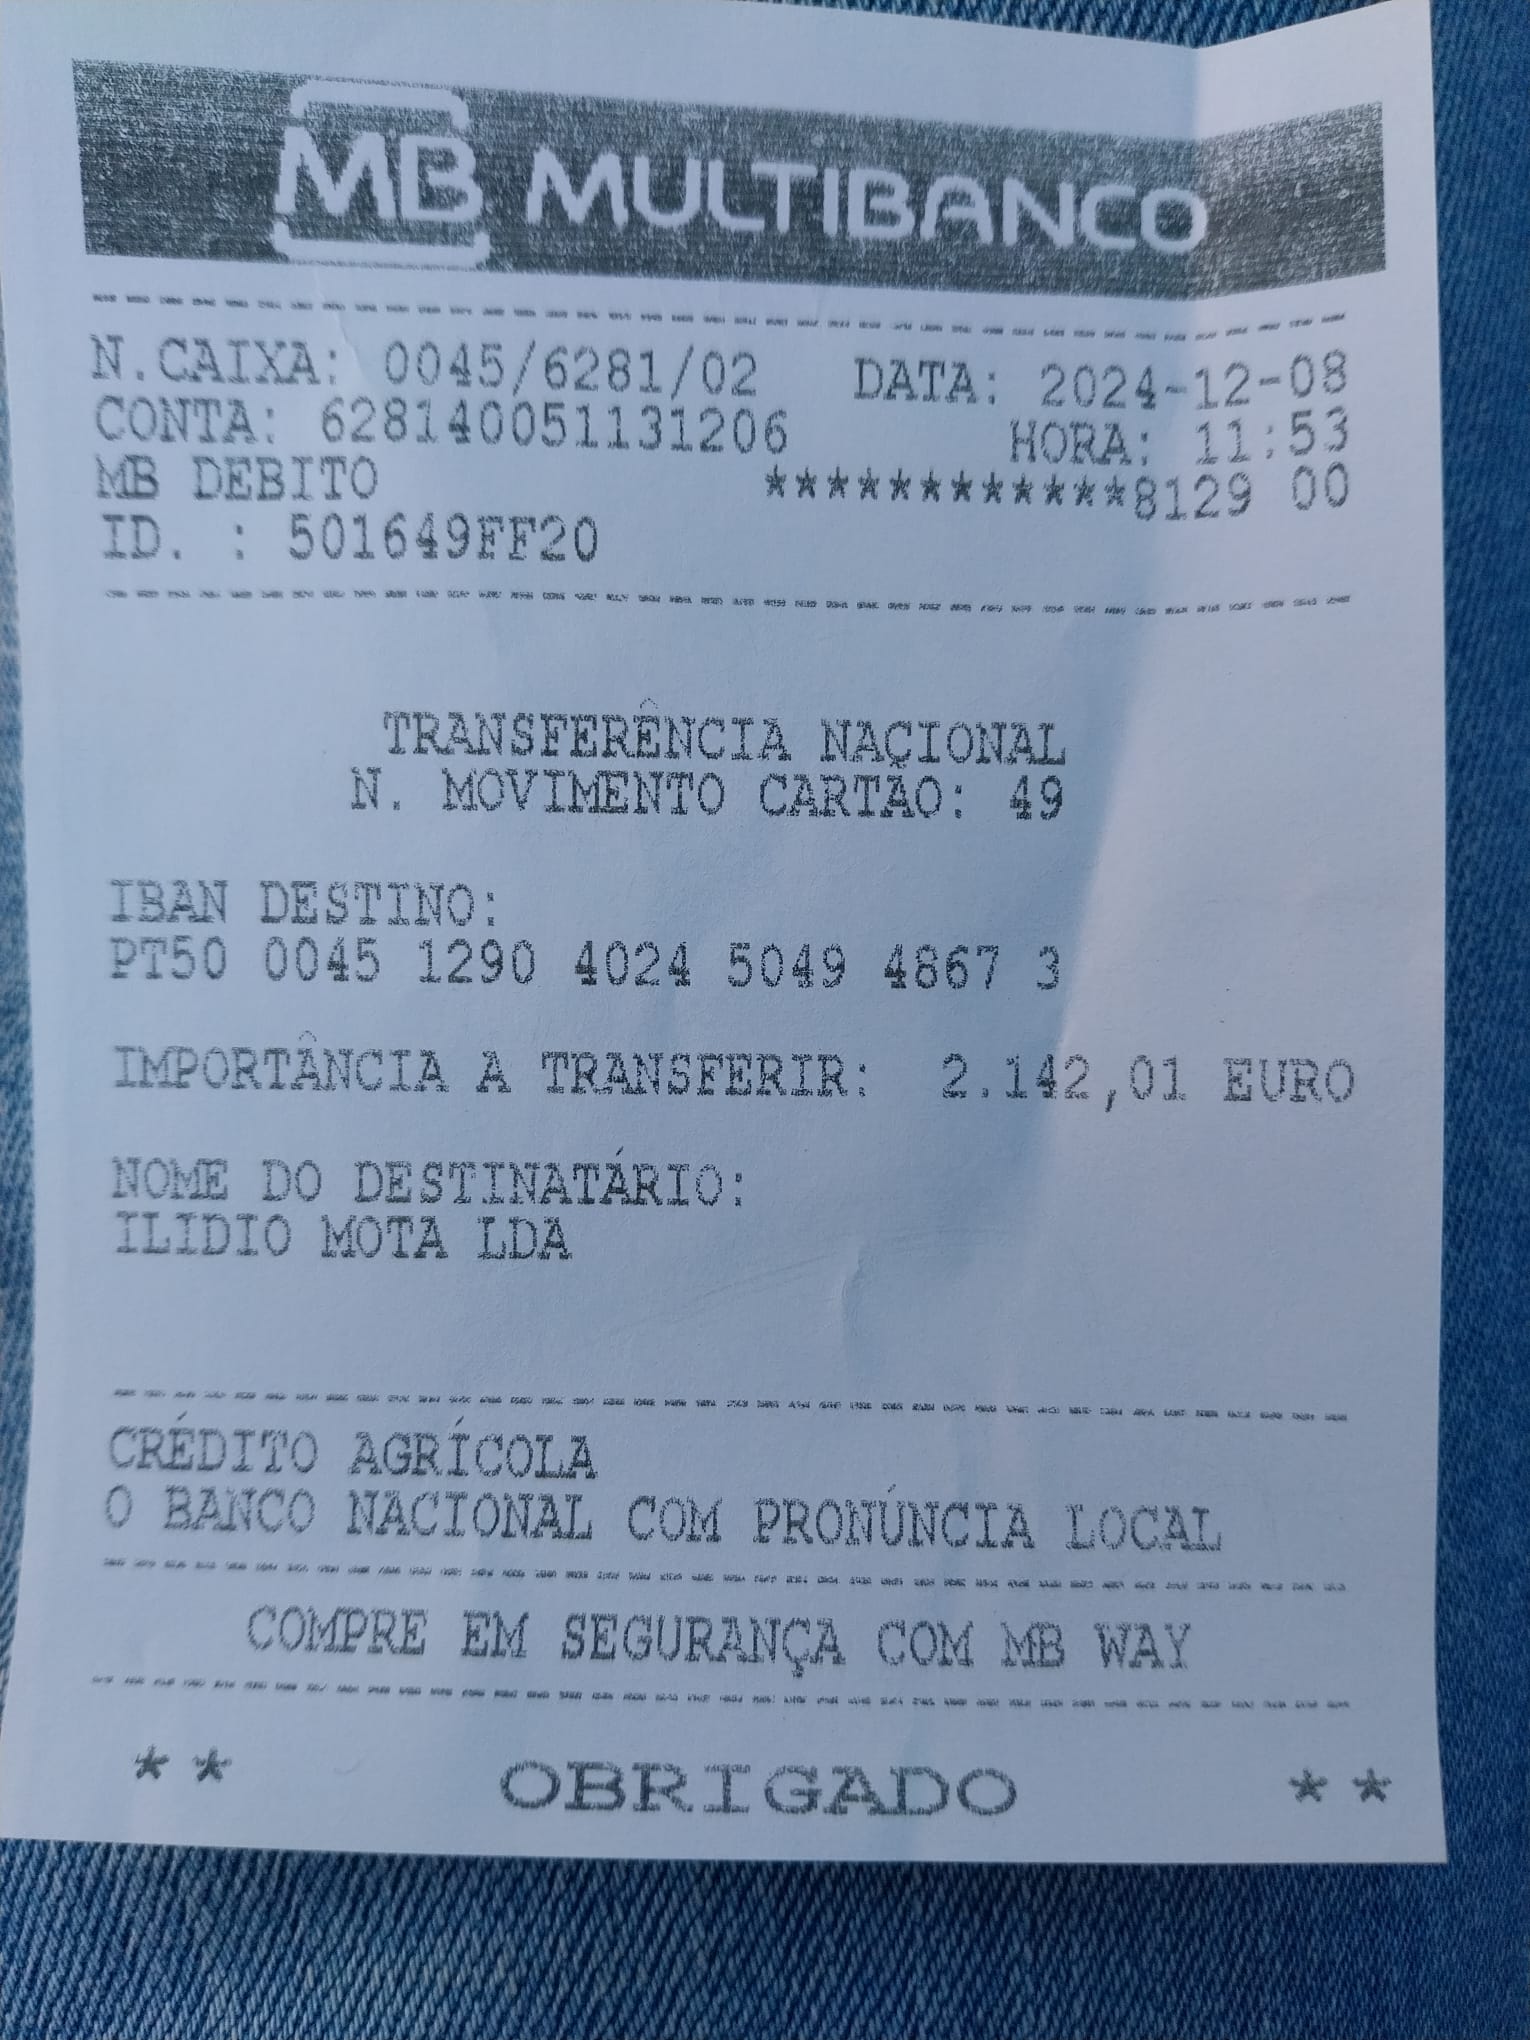 MB MULTIBANCO
N.CAIXA: 0045/6281/02 DATA: 2024-12-08
CONTA: 628140051131206 HORA: 11:53
MB DEBITO ************8129 00
ID. : 501649FF20
TRANSFERÊNCIA NACIONAL
N. MOVIMENTO CARTÃO: 49
IBAN DESTINO:
PT50 0045 1290 4024 5049 4867 3
IMPORTÂNCIA A TRANSFERIR: 2.142,01 EURO
NOME DO DESTINATÁRIO:
ILIDIO MOTA LDA
CRÉDITO AGRÍCOLA
O BANCO NACIONAL COM PRONÚNCIA LOCAL
COMPRE EM SEGURANÇA COM MB WAY
** OBRIGADO **